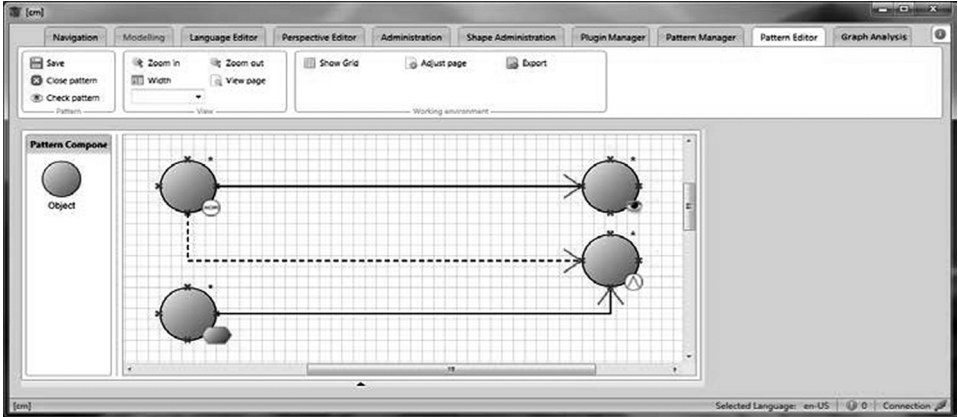 [cm]
Navigation Modelling Language Editor Perspective Editor Administration Shape Administration Plugin Manager Pattern Manager Pattern Editor Graph Analysis
Save Zoom in Zoom out Show Grid Adjust page Export
Close pattern Width View page
Check pattern
Pattern View Working environment
Pattern Compone
Object
[cm] Selected Language: en-US 0 Connection